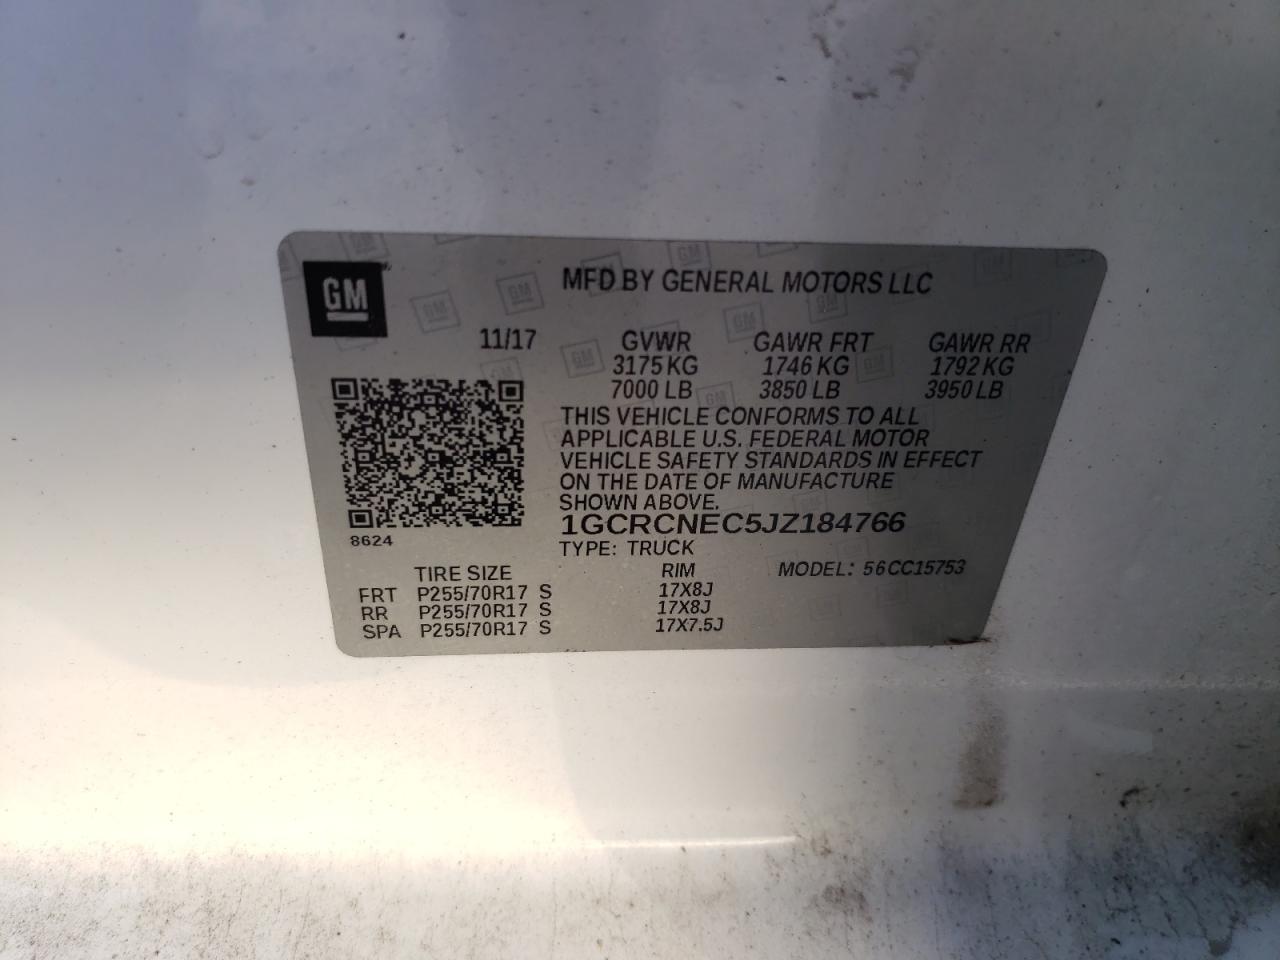 GM
MFD BY GENERAL MOTORS LLC
11/17 GVWR GAWR FRT GAWR RR
3175 KG 1746 KG 1792 KG
7000 LB 3850 LB 3950 LB
THIS VEHICLE CONFORMS TO ALL
APPLICABLE U.S. FEDERAL MOTOR
VEHICLE SAFETY STANDARDS IN EFFECT
ON THE DATE OF MANUFACTURE
SHOWN ABOVE.
1GCRCNEC5JZ184766
8624
TYPE: TRUCK
TIRE SIZE RIM MODEL: 56CC15753
FRT P255/70R17 S 17X8J
RR P255/70R17 S 17X8J
SPA P255/70R17 S 17X7.5J